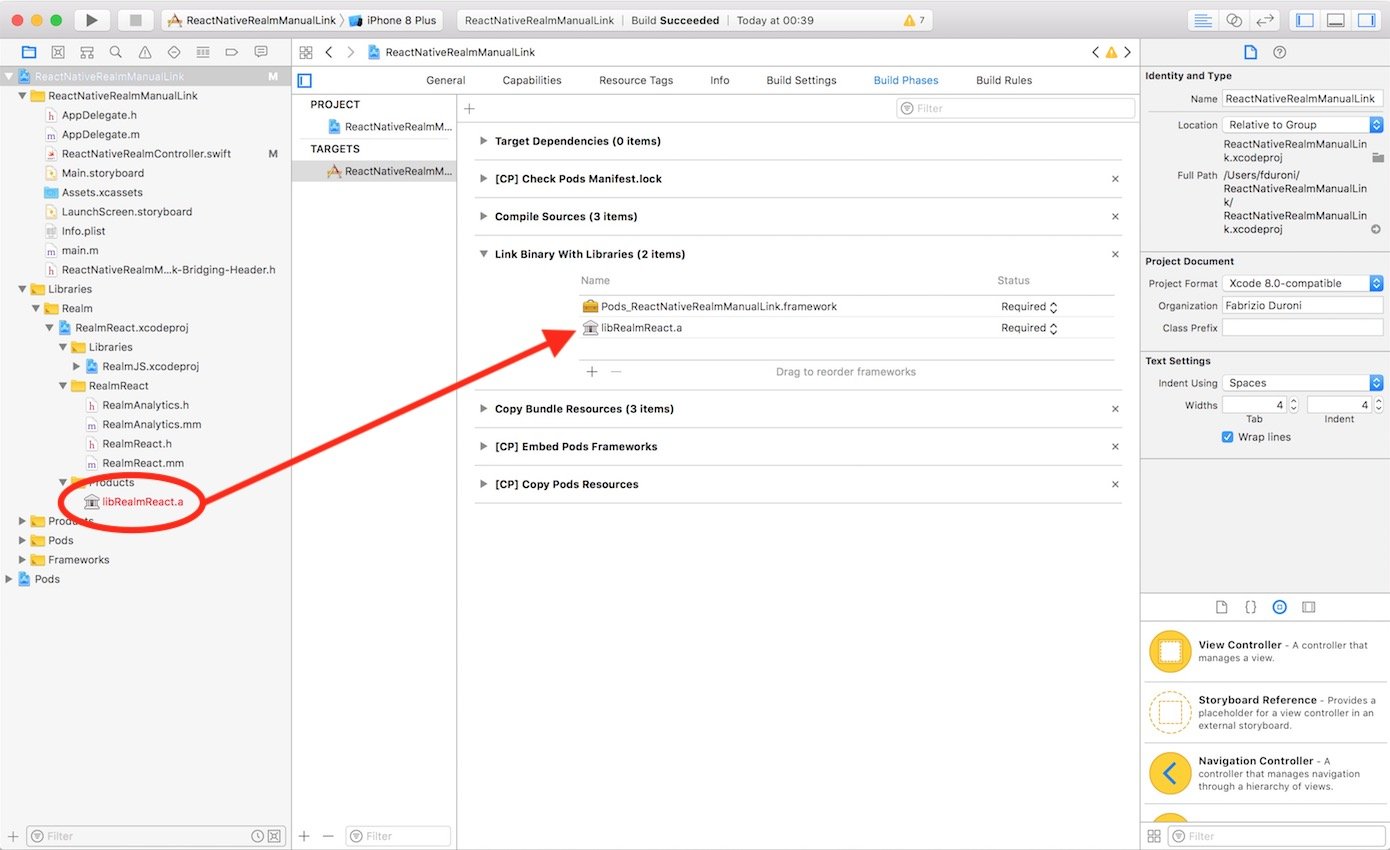 ReactNativeRealmManualLink iPhone 8 Plus
ReactNativeRealmManualLink Build Succeeded Today at 00:39 7
ReactNativeRealmManualLink
General Capabilities Resource Tags Info Build Settings Build Phases Build Rules
ReactNativeRealmManualLink M
ReactNativeRealmManualLink
AppDelegate.h
AppDelegate.m
ReactNativeRealmController.swift M
Main.storyboard
Assets.xcassets
LaunchScreen.storyboard
Info.plist
main.m
ReactNativeRealmM...k-Bridging-Header.h
Libraries
Realm
RealmReact.xcodeproj
Libraries
RealmJS.xcodeproj
RealmReact
RealmAnalytics.h
RealmAnalytics.mm
RealmReact.h
RealmReact.mm
Products
libRealmReact.a
Products
Pods
Frameworks
Pods
Filter
PROJECT
ReactNativeRealmM...
TARGETS
ReactNativeRealmM...
Filter
Filter
Target Dependencies (0 items)
[CP] Check Pods Manifest.lock
Compile Sources (3 items)
Link Binary With Libraries (2 items)
Name Status
Pods_ReactNativeRealmManualLink.framework Required
libRealmReact.a Required
Drag to reorder frameworks
Copy Bundle Resources (3 items)
[CP] Embed Pods Frameworks
[CP] Copy Pods Resources
Identity and Type
Name ReactNativeRealmManualLink
Location Relative to Group
ReactNativeRealmManualLin
k.xcodeproj
Full Path /Users/fduroni/
ReactNativeRealmManualLin
k/
ReactNativeRealmManualLin
k.xcodeproj
Project Document
Project Format Xcode 8.0-compatible
Organization Fabrizio Duroni
Class Prefix
Text Settings
Indent Using Spaces
Widths 4 4
Tab Indent
Wrap lines
View Controller - A controller that
manages a view.
Storyboard Reference - Provides a
placeholder for a view controller in an
external storyboard.
Navigation Controller - A
controller that manages navigation
through a hierarchy of views.
Filter